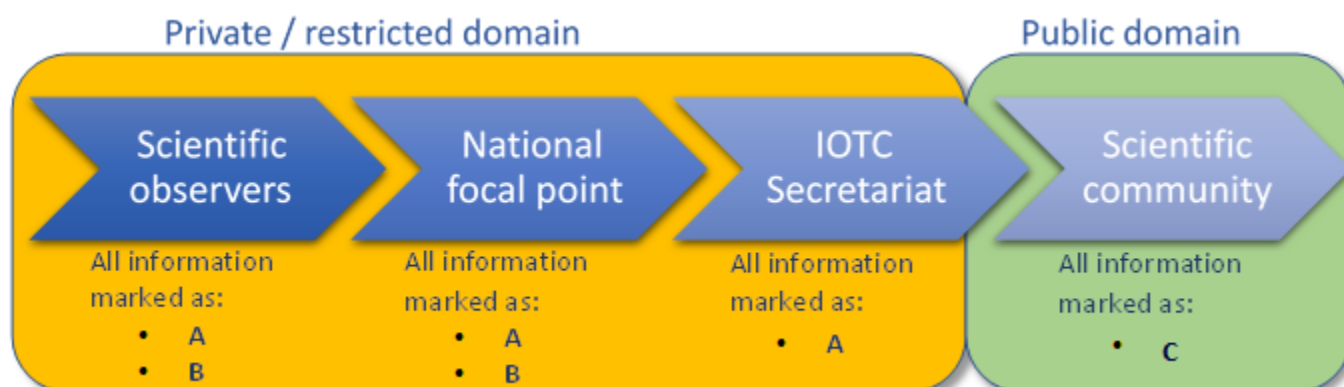 Private / restricted domain
Public domain
Scientific
observers
National
focal point
IOTC
Secretariat
Scientific
community
All information
marked as:
• A
• B
All information
marked as:
• A
• B
All information
marked as:
• A
All information
marked as:
• C